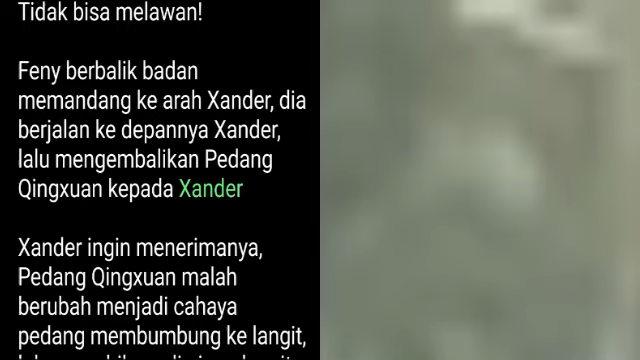 Tidak bisa melawan!
Feny berbalik badan
memandang ke arah Xander, dia
berjalan ke depannya Xander,
lalu mengembalikan Pedang
Qingxuan kepada Xander
Xander ingin menerimanya,
Pedang Qingxuan malah
berubah menjadi cahaya
pedang membumbung ke langit,